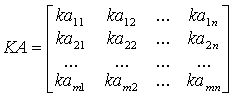 KA = [ka₁₁ ka₁₂ ... ka₁ₙ
ka₂₁ ka₂₂ ... ka₂ₙ
... ... ... ...
kaₘ₁ kaₘ₂ ... kaₘₙ]